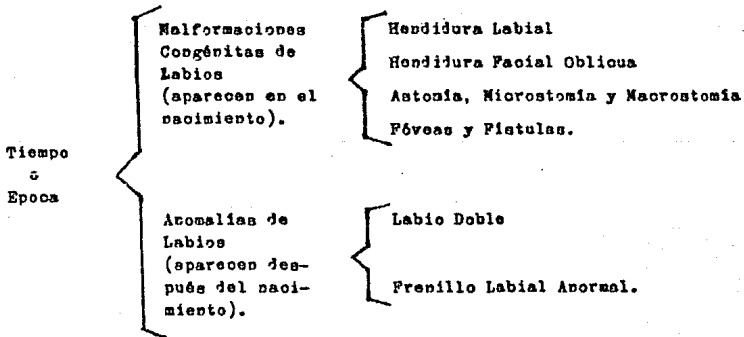 Tiempo
ó
Epoca
Malformaciones
Congénitas de
Labios
(aparecen en el
nacimiento).
Hendidura Labial
Hendidura Facial Oblicua
Astomía, Microstomía y Macrostomía
Fóveas y Fístulas.
Anomalías de
Labios
(aparecen des-
pués del naci-
miento).
Labio Doble
Frenillo Labial Anormal.